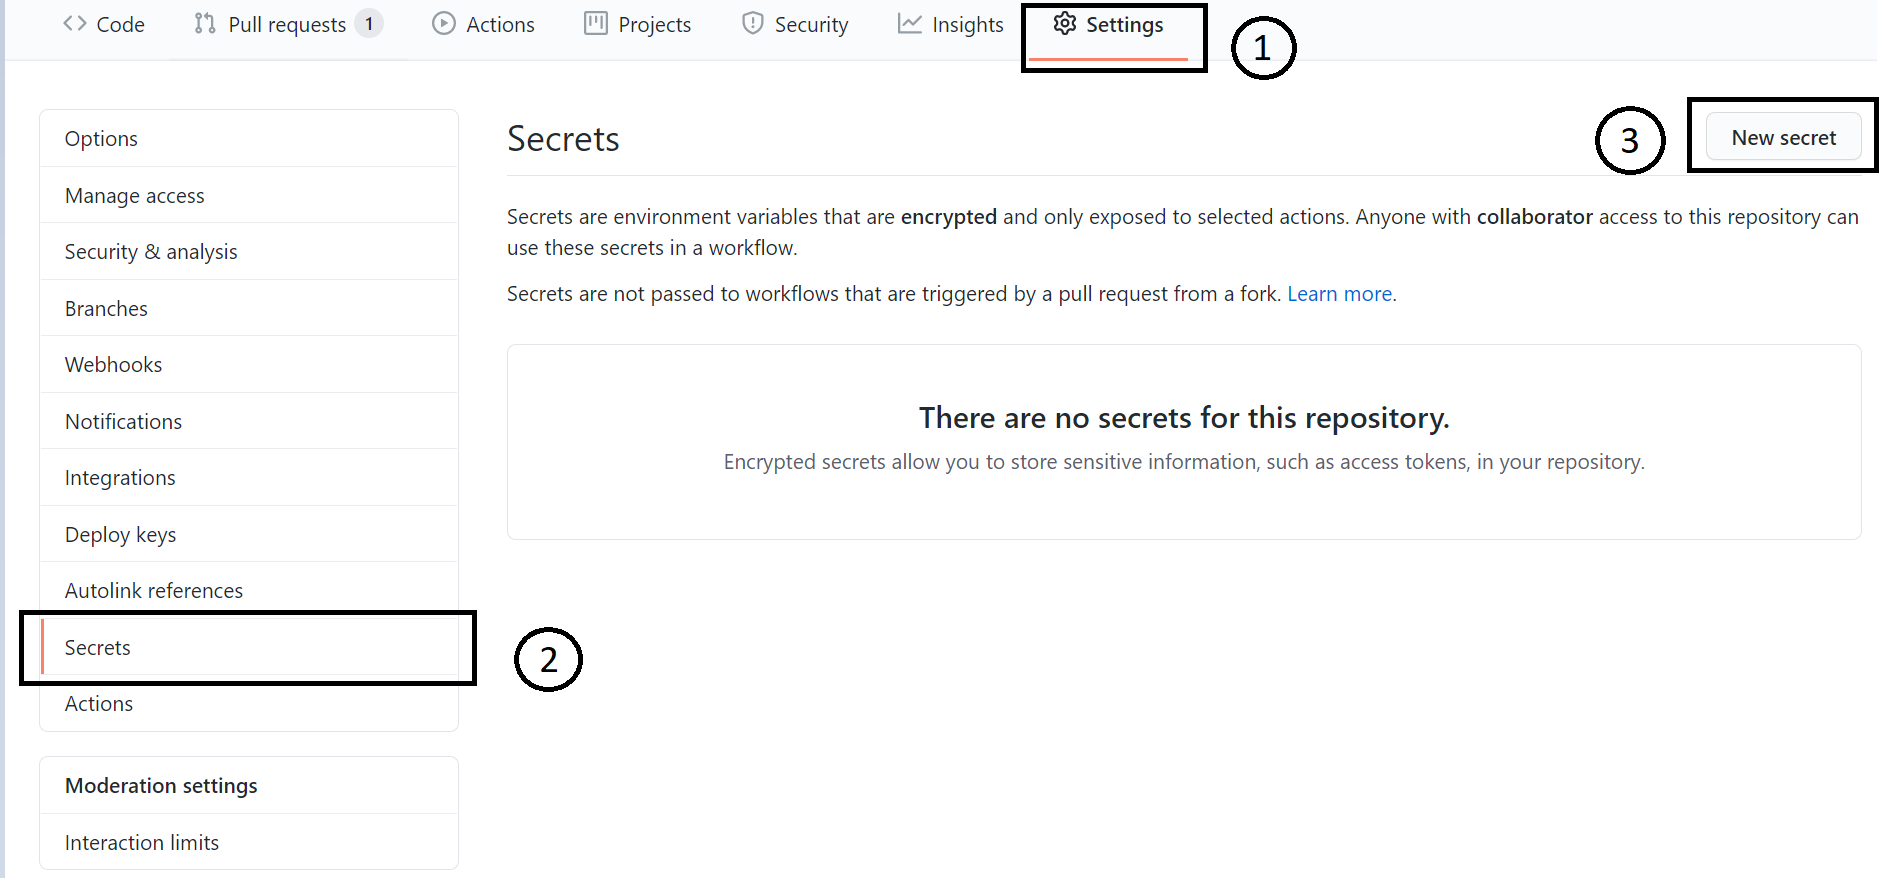 Code Pull requests 1 Actions Projects Security Insights Settings 1
Options
Manage access
Security & analysis
Branches
Webhooks
Notifications
Integrations
Deploy keys
Autolink references
Secrets
2
Actions
Moderation settings
Interaction limits
Secrets
3
New secret
Secrets are environment variables that are encrypted and only exposed to selected actions. Anyone with collaborator access to this repository can
use these secrets in a workflow.
Secrets are not passed to workflows that are triggered by a pull request from a fork. Learn more.
There are no secrets for this repository.
Encrypted secrets allow you to store sensitive information, such as access tokens, in your repository.